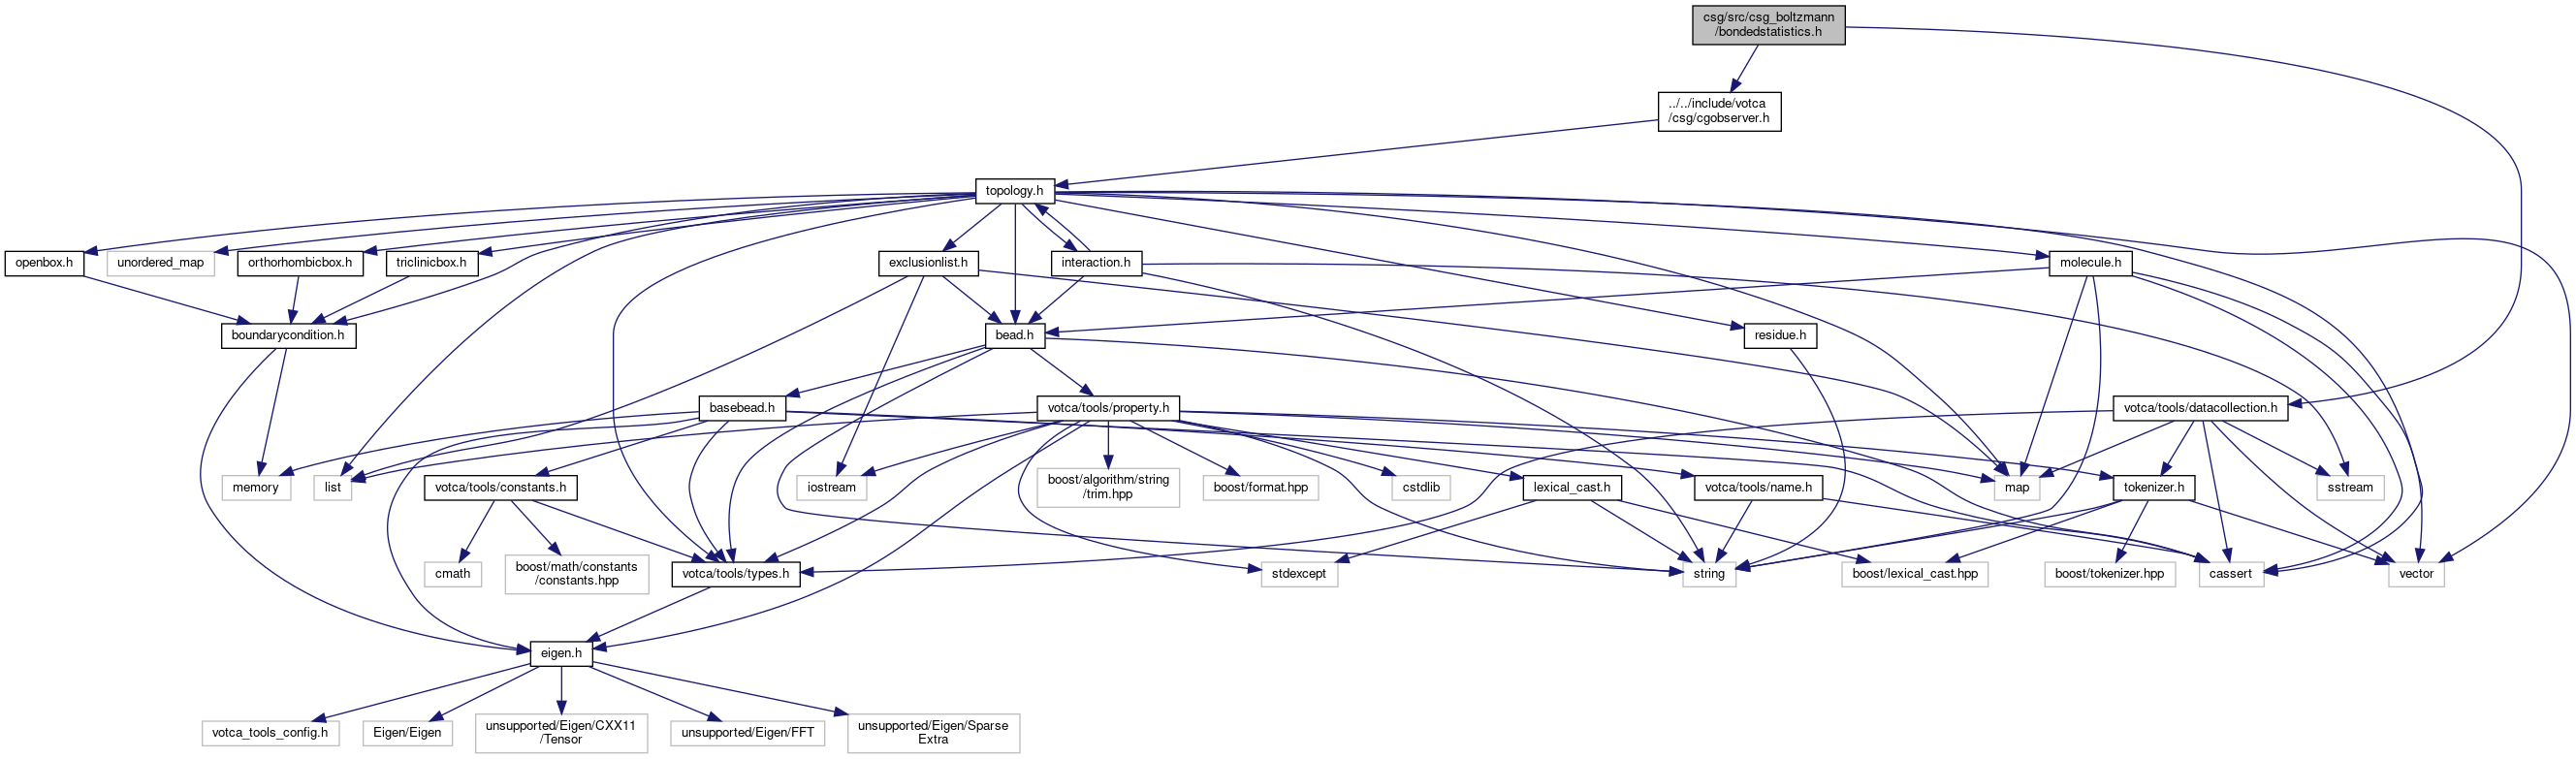 csg/src/csg_boltzmann
/bondedstatistics.h
../../include/votca
/csg/cgobserver.h
topology.h
openbox.h
unordered_map
orthorhombicbox.h
triclinicbox.h
exclusionlist.h
interaction.h
molecule.h
boundarycondition.h
bead.h
residue.h
basebead.h
votca/tools/property.h
votca/tools/datacollection.h
memory
list
votca/tools/constants.h
iostream
boost/algorithm/string
/trim.hpp
boost/format.hpp
cstdlib
lexical_cast.h
votca/tools/name.h
map
tokenizer.h
sstream
cmath
boost/math/constants
/constants.hpp
votca/tools/types.h
stdexcept
string
boost/lexical_cast.hpp
boost/tokenizer.hpp
cassert
vector
eigen.h
votca_tools_config.h
Eigen/Eigen
unsupported/Eigen/CXX11
/Tensor
unsupported/Eigen/FFT
unsupported/Eigen/Sparse
Extra